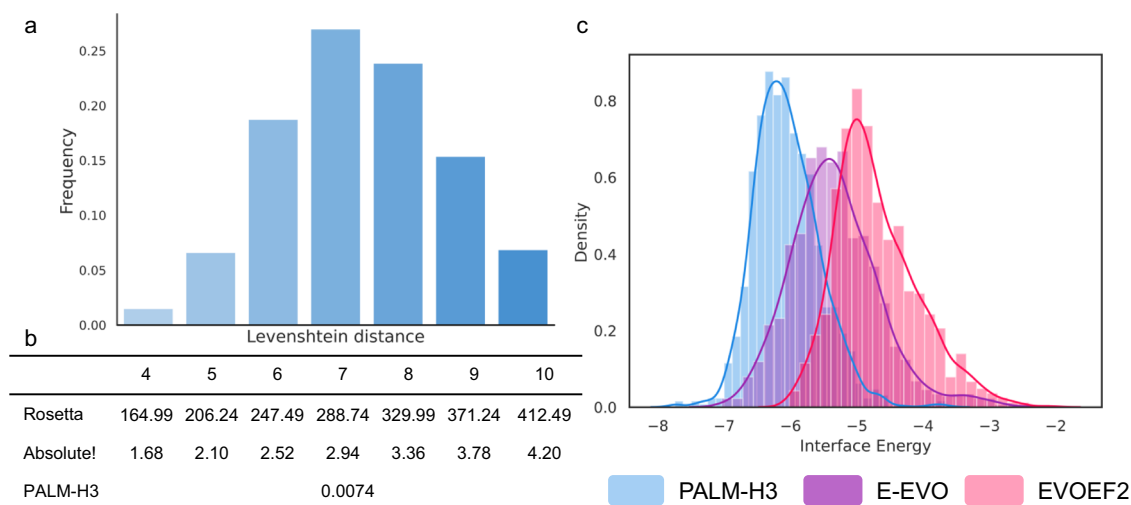 a
Frequency
0.25
0.20
0.15
0.10
0.05
0.00
Levenshtein distance
b
4 5 6 7 8 9 10
Rosetta 164.99 206.24 247.49 288.74 329.99 371.24 412.49
Absolute! 1.68 2.10 2.52 2.94 3.36 3.78 4.20
PALM-H3 0.0074
c
Density
0.8
0.6
0.4
0.2
0.0
−8 −7 −6 −5 −4 −3 −2
Interface Energy
PALM-H3 E-EVO EVOEF2